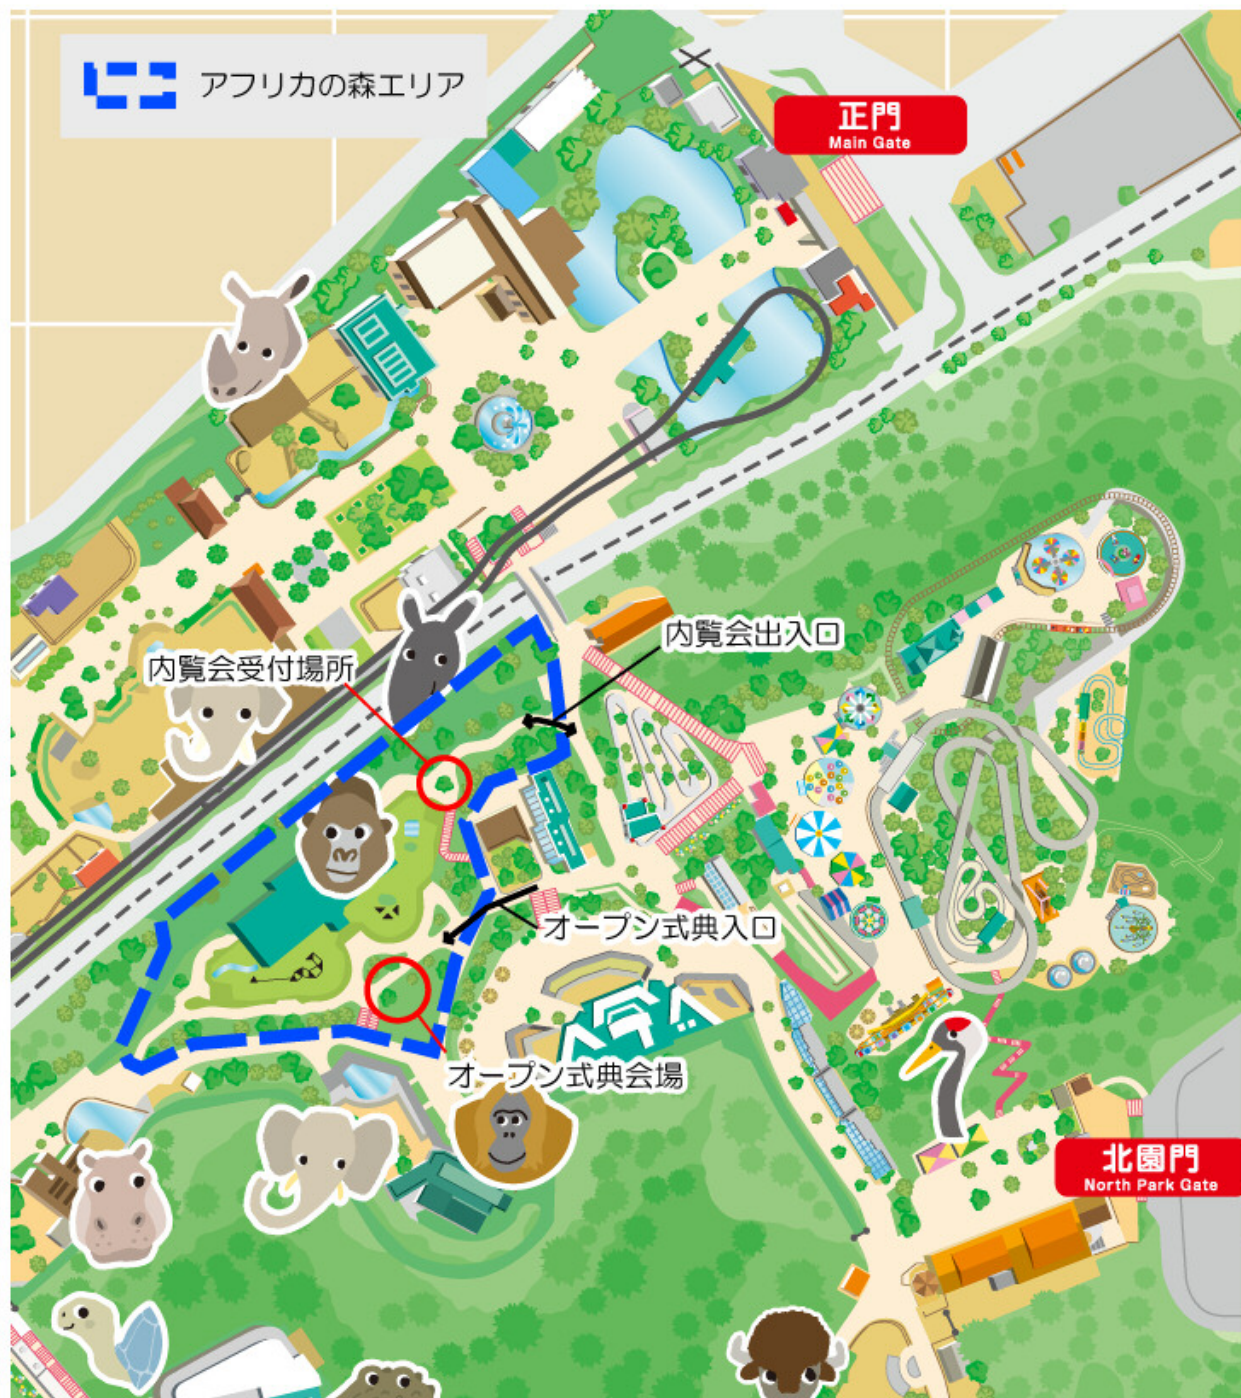 アフリカの森エリア
正門
Main Gate
内覧会出入口
内覧会受付場所
オープン式典入口
オープン式典会場
北園門
North Park Gate